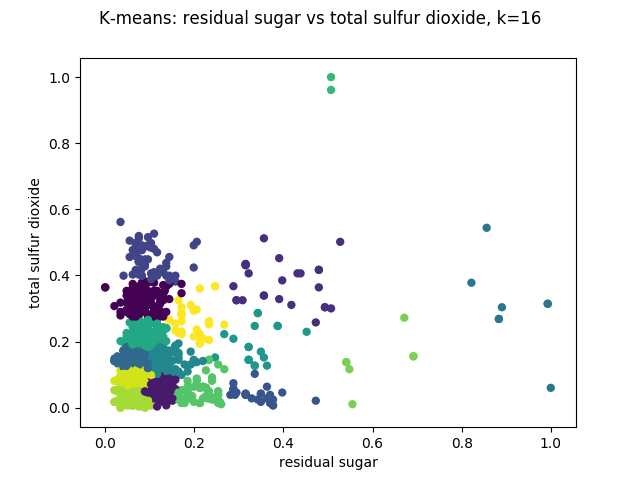 K-means: residual sugar vs total sulfur dioxide, k=16
1.0
0.8
0.6
0.4
0.2
0.0
total sulfur dioxide
0.0 0.2 0.4 0.6 0.8 1.0
residual sugar